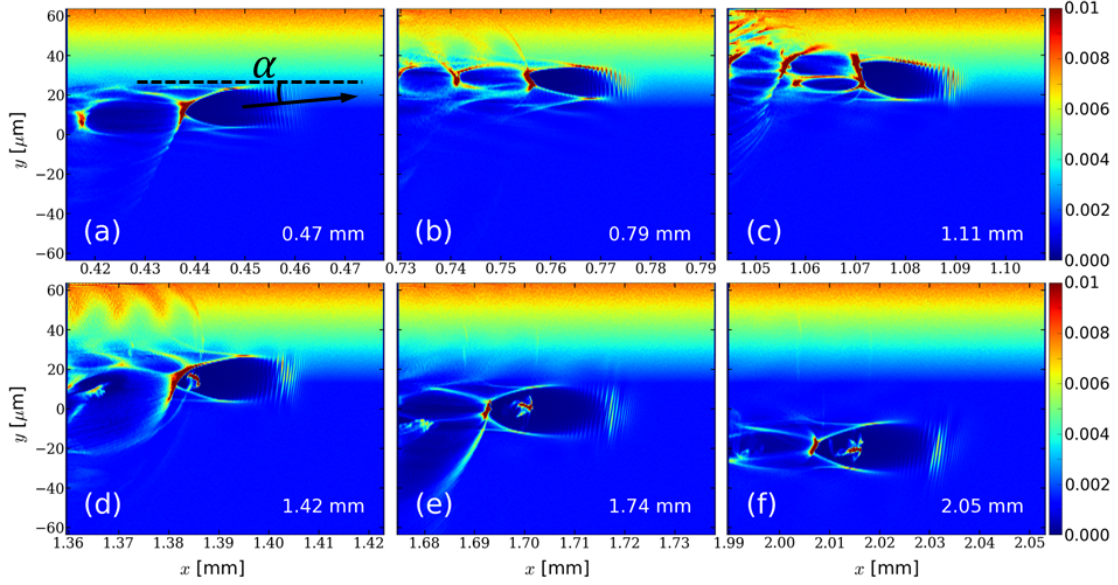 60
40
20
0
−20
−40
−60
y [μm]
α
(a)
0.47 mm
0.42 0.43 0.44 0.45 0.46 0.47
(b)
0.79 mm
0.73 0.74 0.75 0.76 0.77 0.78 0.79
(c)
1.11 mm
1.05 1.06 1.07 1.08 1.09 1.10
0.01
0.008
0.006
0.004
0.002
0.000
60
40
20
0
−20
−40
−60
y [μm]
(d)
1.42 mm
1.36 1.37 1.38 1.39 1.40 1.41 1.42
x [mm]
(e)
1.74 mm
1.68 1.69 1.70 1.71 1.72 1.73
x [mm]
(f)
2.05 mm
1.99 2.00 2.01 2.02 2.03 2.04 2.05
x [mm]
0.01
0.008
0.006
0.004
0.002
0.000